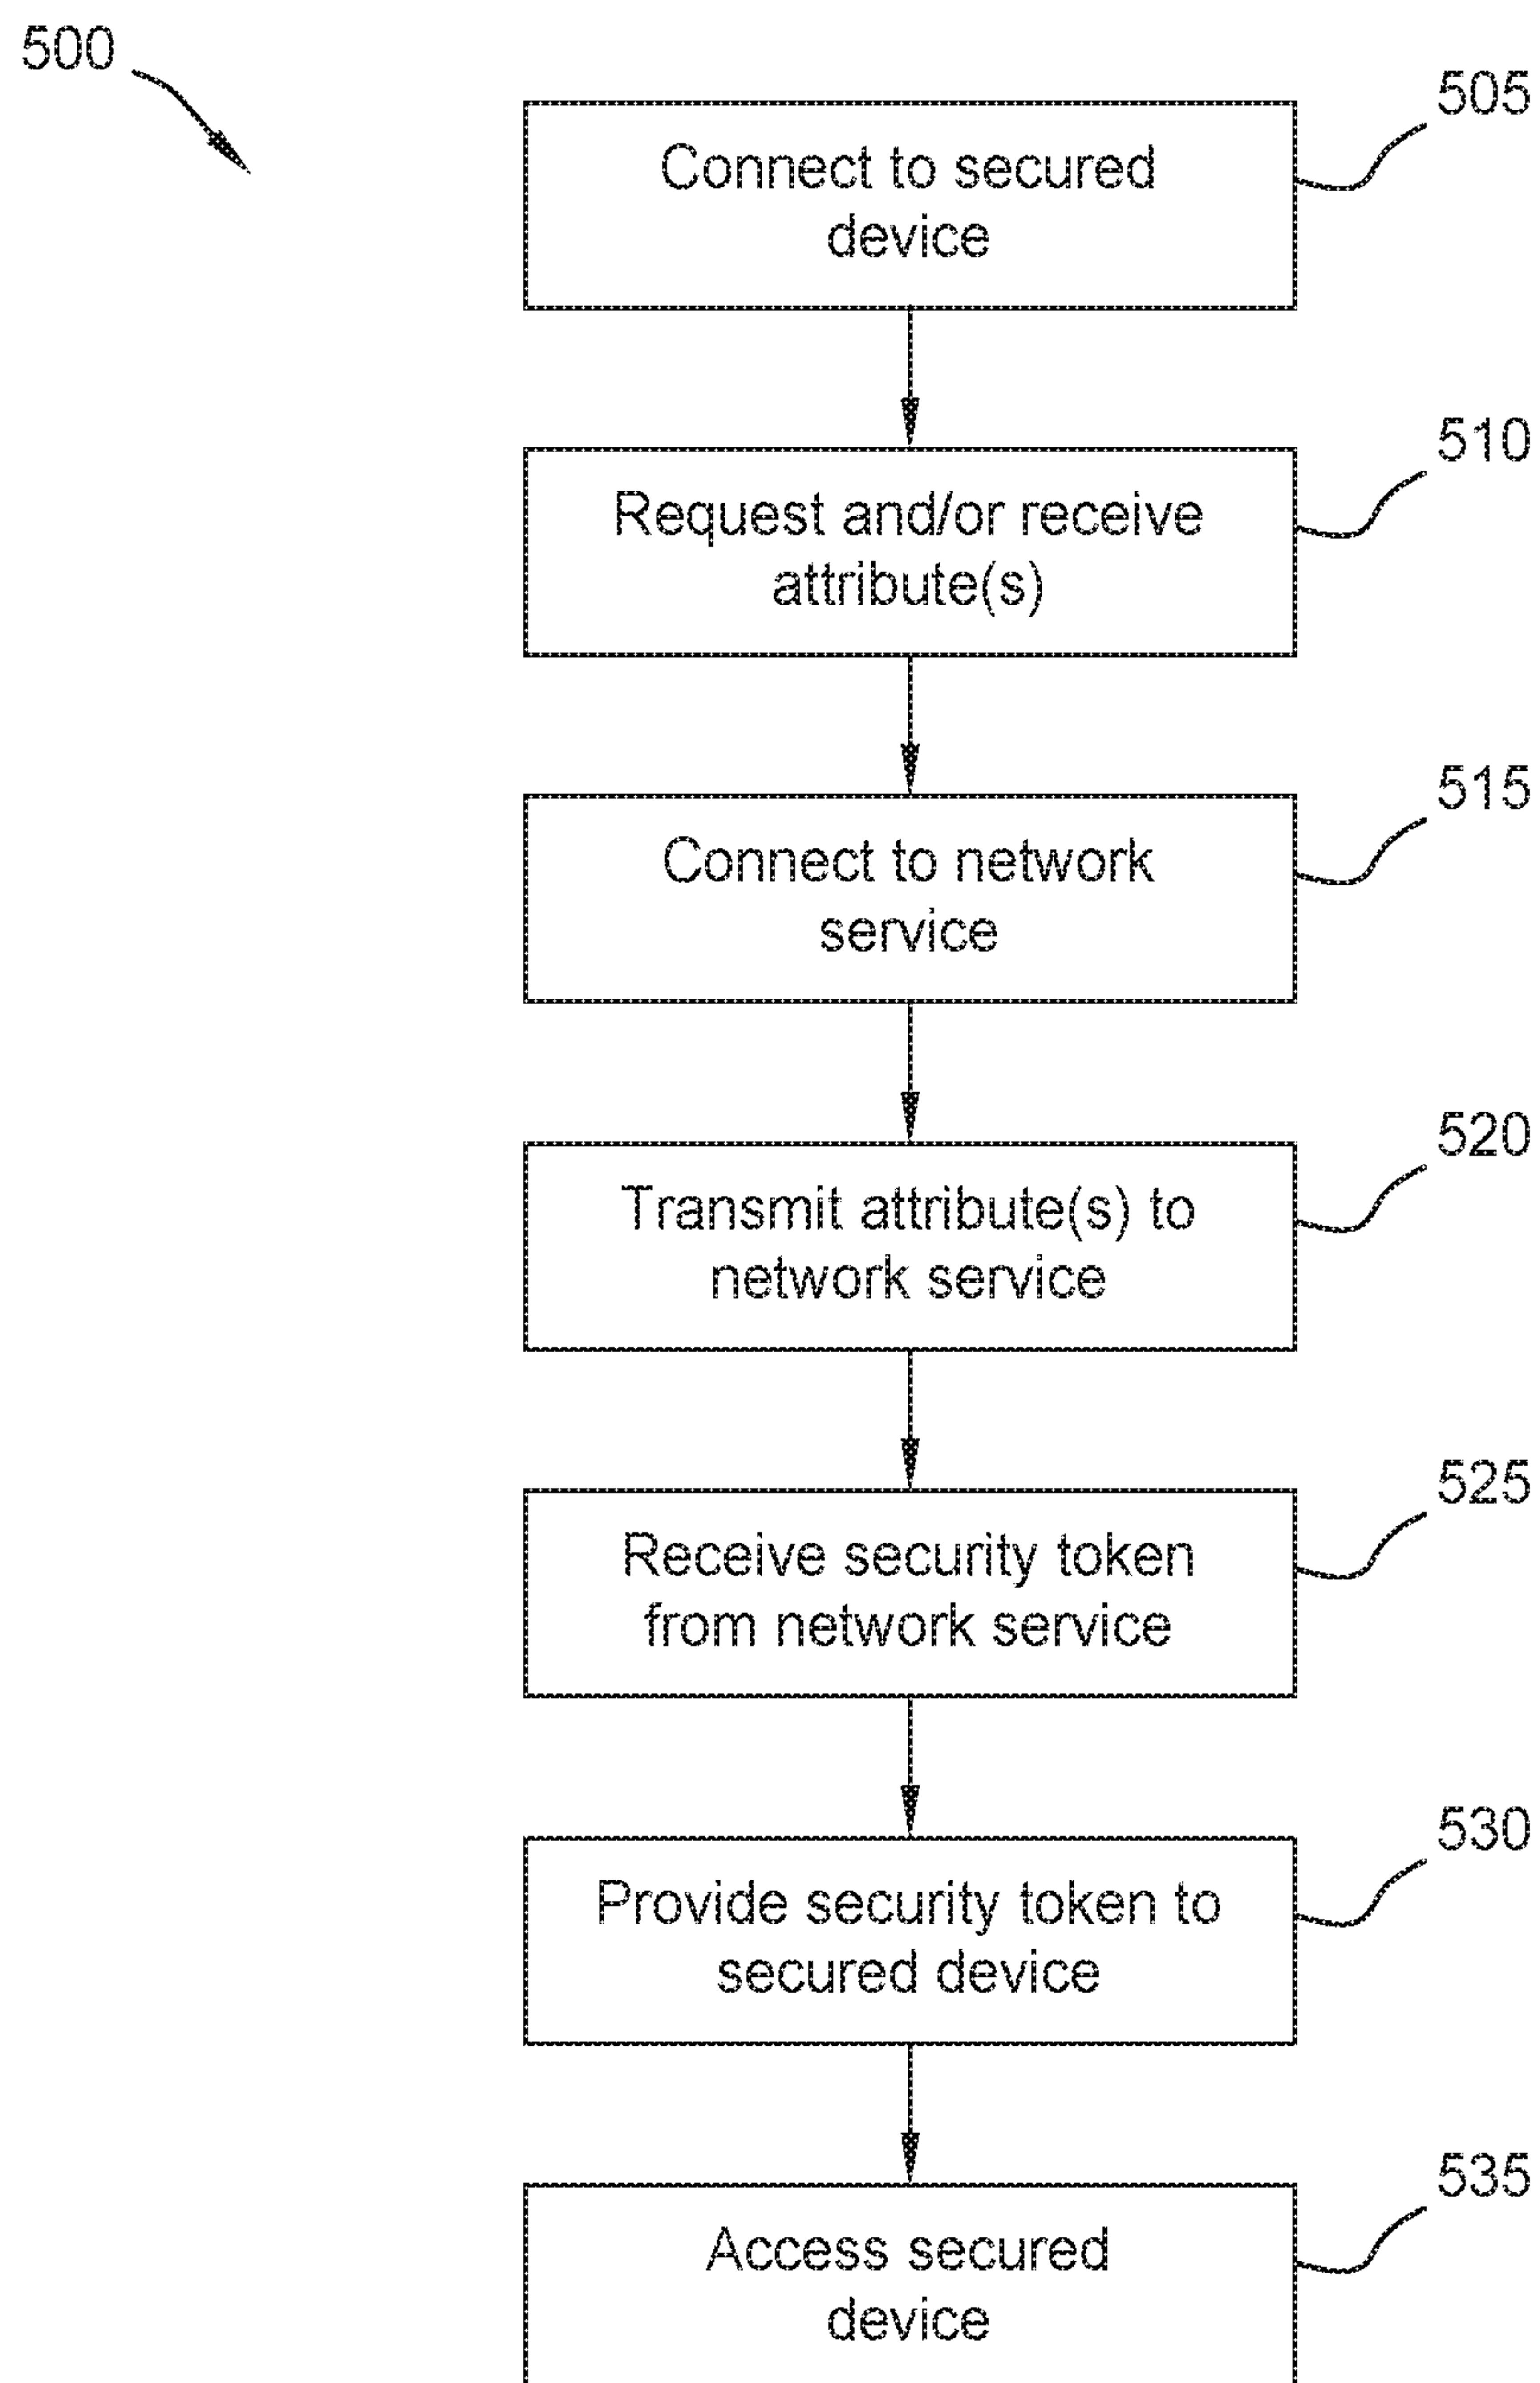 500
505
Connect to secured
device
510
Request and/or receive
attribute(s)
515
Connect to network
service
520
Transmit attribute(s) to
network service
525
Receive security token
from network service
530
Provide security token to
secured device
535
Access secured
device